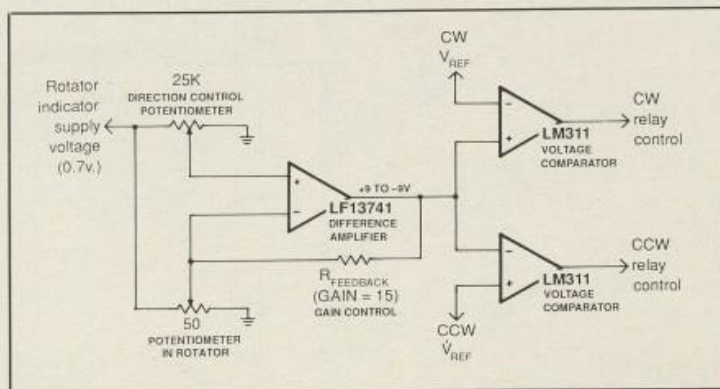 Rotator
indicator
supply
voltage
(0.7v.)
25K
DIRECTION CONTROL
POTENTIOMETER
+
−
LF13741
DIFFERENCE
AMPLIFIER
+9 TO −9V
RFEEDBACK
(GAIN = 15)
GAIN CONTROL
50
POTENTIOMETER
IN ROTATOR
CW
VREF
−
+
LM311
VOLTAGE
COMPARATOR
CW
relay
control
−
+
LM311
VOLTAGE
COMPARATOR
CCW
relay
control
CCW
VREF